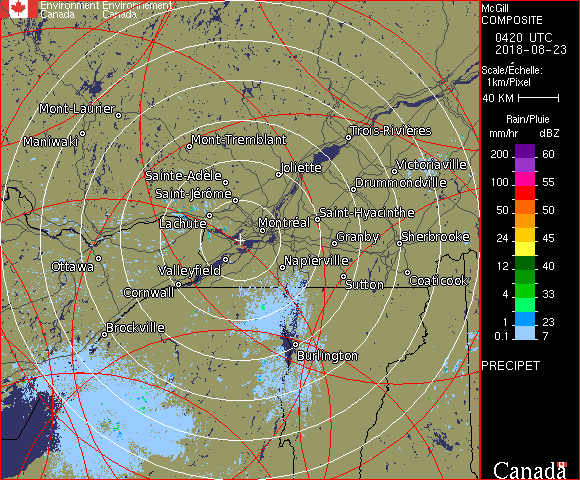 Environment Environnement
Canada Canada
McGill
COMPOSITE
0420 UTC
2018-08-23
Scale/Échelle:
1km/Pixel
40 KM
Rain/Pluie
mm/hr dBZ
200 60
100 55
50 50
24 45
12 40
4 33
1 23
0.1 7
PRECIPET
Canada
Mont-Laurier
Maniwaki
Mont-Tremblant
Trois-Rivières
Sainte-Adèle
Joliette
Victoriaville
Saint-Jérôme
Drummondville
Lachute
Montréal
Saint-Hyacinthe
Granby
Sherbrooke
Ottawa
Valleyfield
Napierville
Cornwall
Sutton
Coaticook
Brockville
Burlington